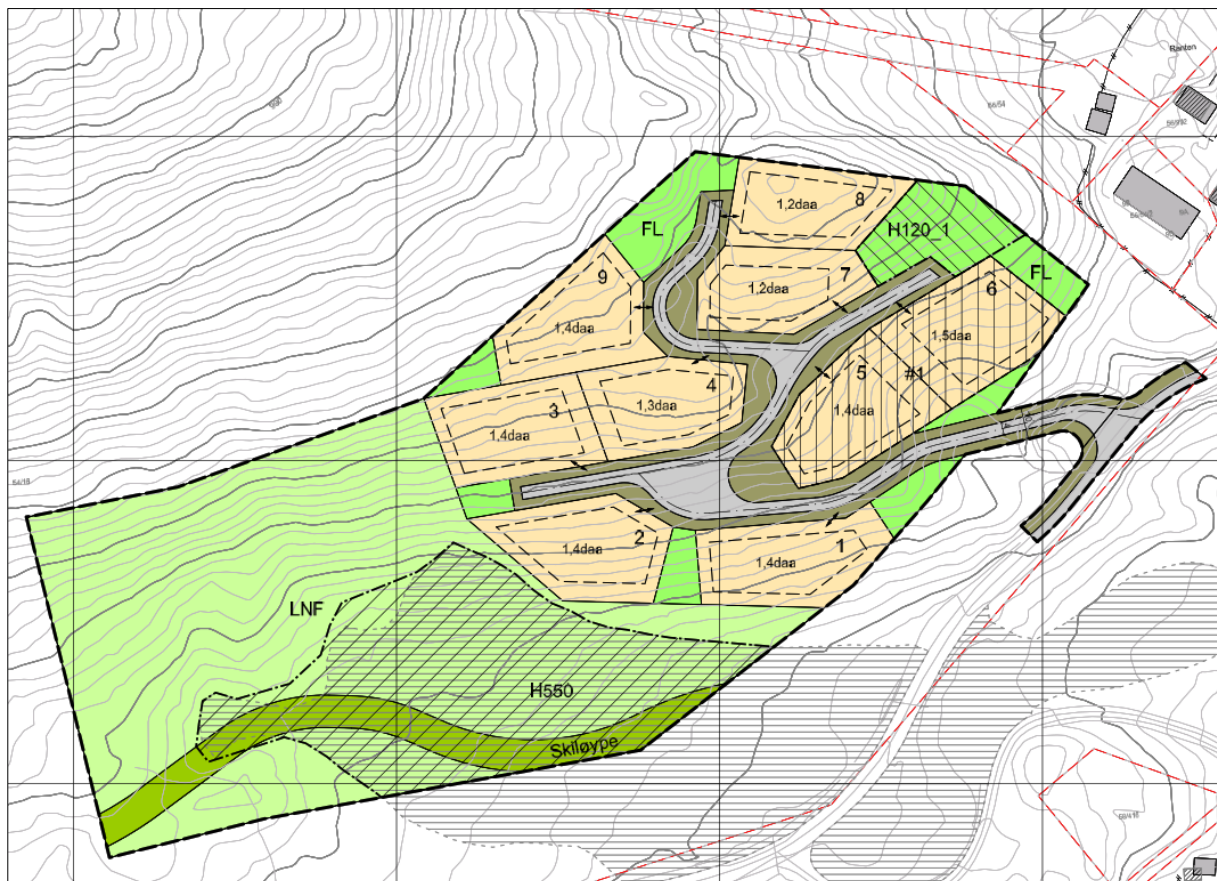 Rønten
8
1,2daa
H120_1
FL
7
9
1,2daa
6
FL
1,4daa
1,5daa
4
5
#1
3
1,3daa
1,4daa
1,4daa
2
1
1,4daa
1,4daa
LNF
H550
Skiløype